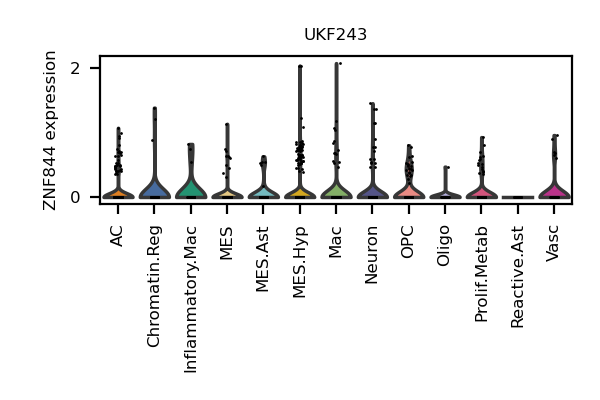 UKF243
ZNF844 expression
2
0
AC
Chromatin.Reg
Inflammatory.Mac
MES
MES.Ast
MES.Hyp
Mac
Neuron
OPC
Oligo
Prolif.Metab
Reactive.Ast
Vasc